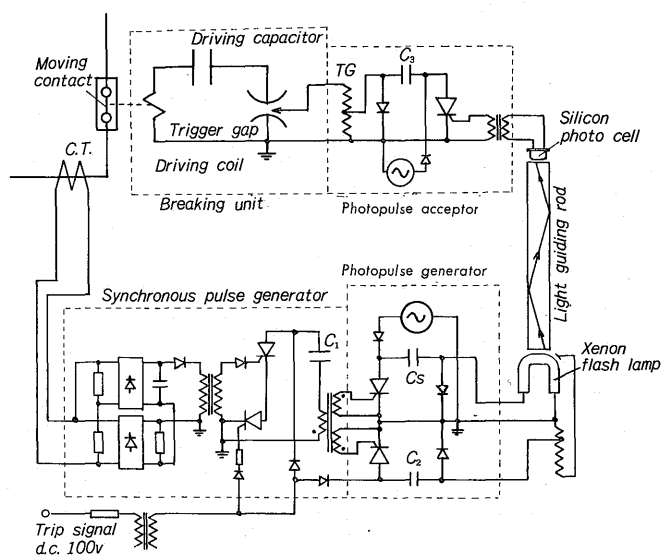 Driving capacitor
Moving
contact
TG
C3
Silicon
photo cell
Trigger gap
C.T.
Driving coil
Breaking unit
Photopulse acceptor
Light guiding rod
Photopulse generator
Synchronous pulse generator
C1
Cs
Xenon
flash lamp
C2
Trip signal
d.c. 100v